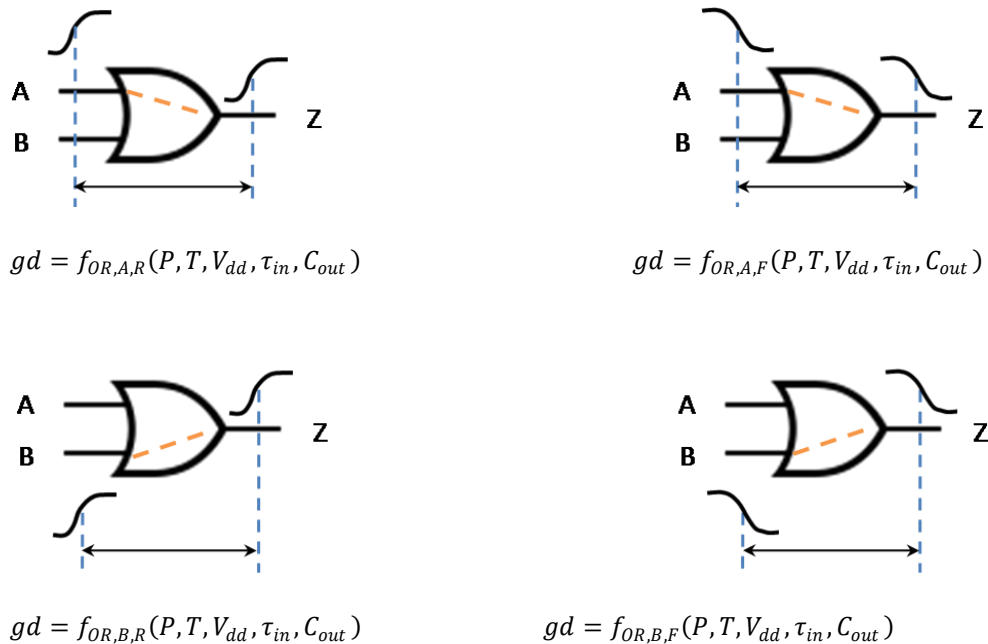 A
B
Z
A
B
Z
gd = f_{OR,A,R}(P, T, V_{dd}, τ_{in}, C_{out})
gd = f_{OR,A,F}(P, T, V_{dd}, τ_{in}, C_{out})
A
B
Z
A
B
Z
gd = f_{OR,B,R}(P, T, V_{dd}, τ_{in}, C_{out})
gd = f_{OR,B,F}(P, T, V_{dd}, τ_{in}, C_{out})